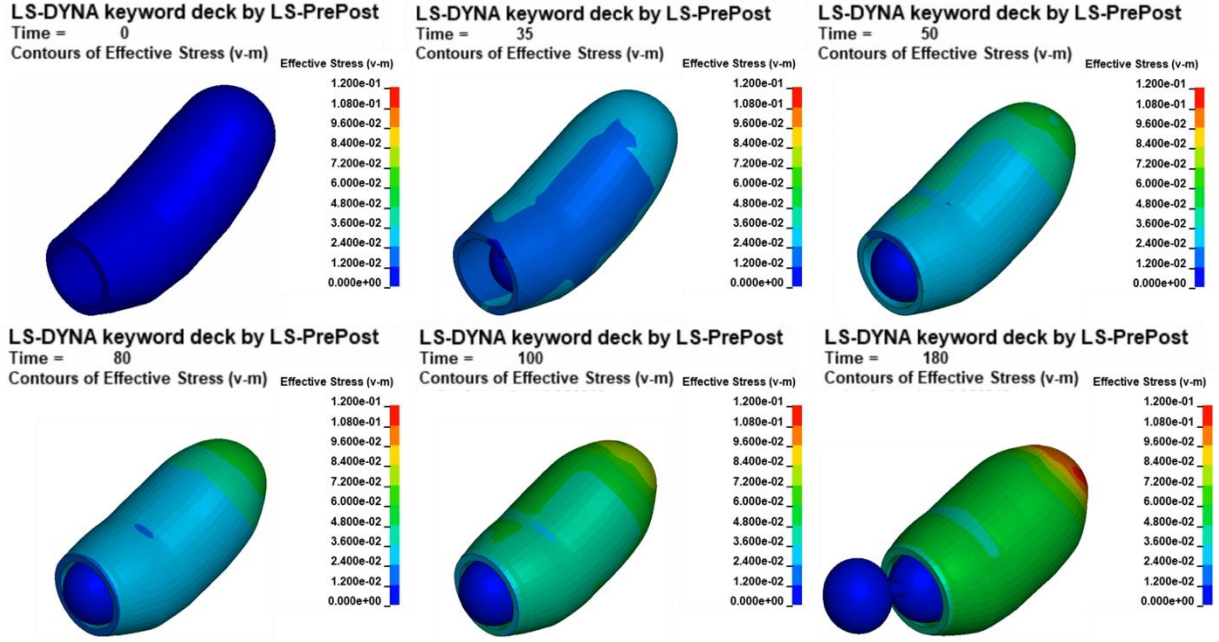 LS-DYNA keyword deck by LS-PrePost
Time = 0
Contours of Effective Stress (v-m)
Effective Stress (v-m)
1.200e-01
1.080e-01
9.600e-02
8.400e-02
7.200e-02
6.000e-02
4.800e-02
3.600e-02
2.400e-02
1.200e-02
0.000e+00
LS-DYNA keyword deck by LS-PrePost
Time = 35
Contours of Effective Stress (v-m)
Effective Stress (v-m)
1.200e-01
1.080e-01
9.600e-02
8.400e-02
7.200e-02
6.000e-02
4.800e-02
3.600e-02
2.400e-02
1.200e-02
0.000e+00
LS-DYNA keyword deck by LS-PrePost
Time = 50
Contours of Effective Stress (v-m)
Effective Stress (v-m)
1.200e-01
1.080e-01
9.600e-02
8.400e-02
7.200e-02
6.000e-02
4.800e-02
3.600e-02
2.400e-02
1.200e-02
0.000e+00
LS-DYNA keyword deck by LS-PrePost
Time = 80
Contours of Effective Stress (v-m)
Effective Stress (v-m)
1.200e-01
1.080e-01
9.600e-02
8.400e-02
7.200e-02
6.000e-02
4.800e-02
3.600e-02
2.400e-02
1.200e-02
0.000e+00
LS-DYNA keyword deck by LS-PrePost
Time = 100
Contours of Effective Stress (v-m)
Effective Stress (v-m)
1.200e-01
1.080e-01
9.600e-02
8.400e-02
7.200e-02
6.000e-02
4.800e-02
3.600e-02
2.400e-02
1.200e-02
0.000e+00
LS-DYNA keyword deck by LS-PrePost
Time = 180
Contours of Effective Stress (v-m)
Effective Stress (v-m)
1.200e-01
1.080e-01
9.600e-02
8.400e-02
7.200e-02
6.000e-02
4.800e-02
3.600e-02
2.400e-02
1.200e-02
0.000e+00